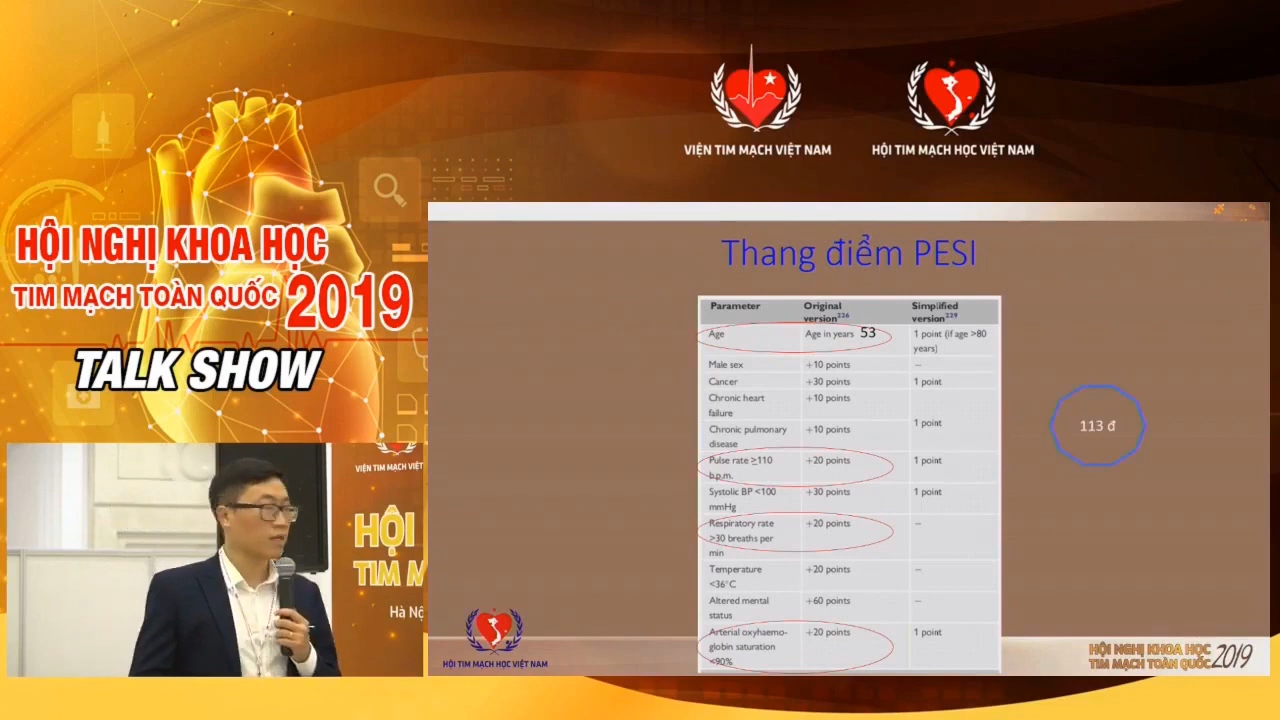 VIỆN TIM MẠCH VIỆT NAM
HỘI TIM MẠCH HỌC VIỆT NAM
HỘI NGHỊ KHOA HỌC
TIM MẠCH TOÀN QUỐC 2019
TALK SHOW
VIỆN TIM MẠCH VIỆT
HỘI
TIM M
Hà Nộ
Thang điểm PESI
Parameter Original version226 Simplified version229
Age Age in years 53 1 point (if age >80 years)
Male sex +10 points –
Cancer +30 points 1 point
Chronic heart failure +10 points
1 point
Chronic pulmonary disease +10 points
Pulse rate ≥110 b.p.m. +20 points 1 point
Systolic BP <100 mmHg +30 points 1 point
Respiratory rate >30 breaths per min +20 points –
Temperature <36°C +20 points –
Altered mental status +60 points –
Arterial oxyhaemo-globin saturation <90% +20 points 1 point
113 đ
HỘI TIM MẠCH HỌC VIỆT NAM
HỘI NGHỊ KHOA HỌC
TIM MẠCH TOÀN QUỐC 2019